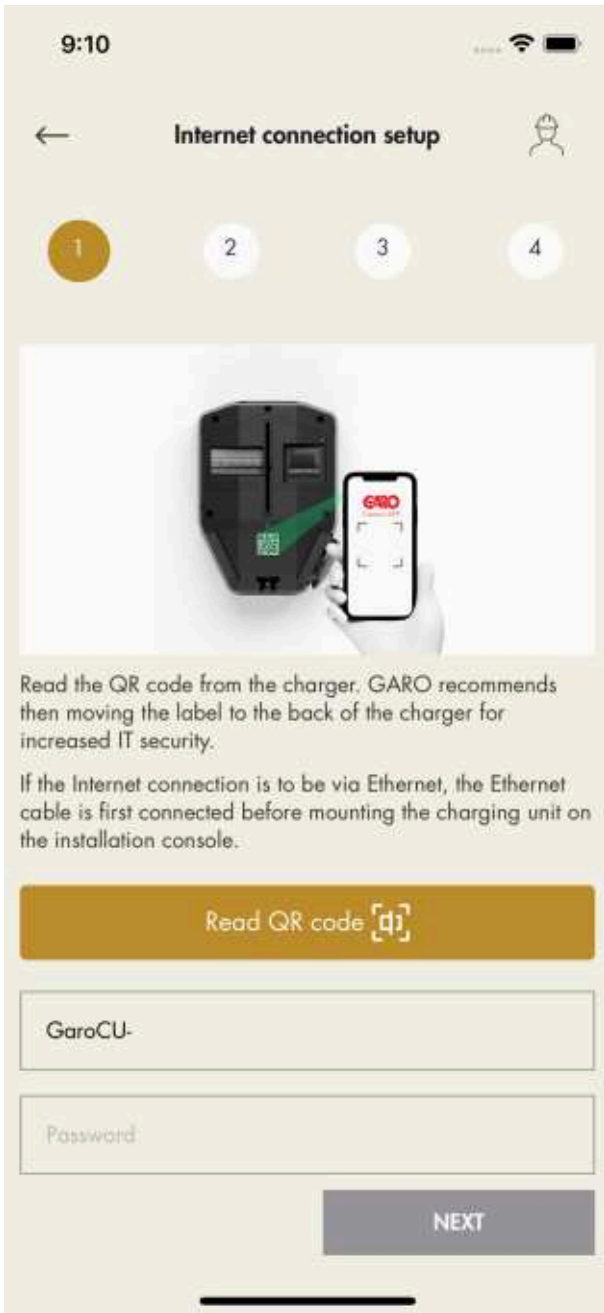 9:10
Internet connection setup
1
2
3
4
GARO
Read the QR code from the charger. GARO recommends
then moving the label to the back of the charger for
increased IT security.
If the Internet connection is to be via Ethernet, the Ethernet
cable is first connected before mounting the charging unit on
the installation console.
Read QR code
GaroCU-
Password
NEXT